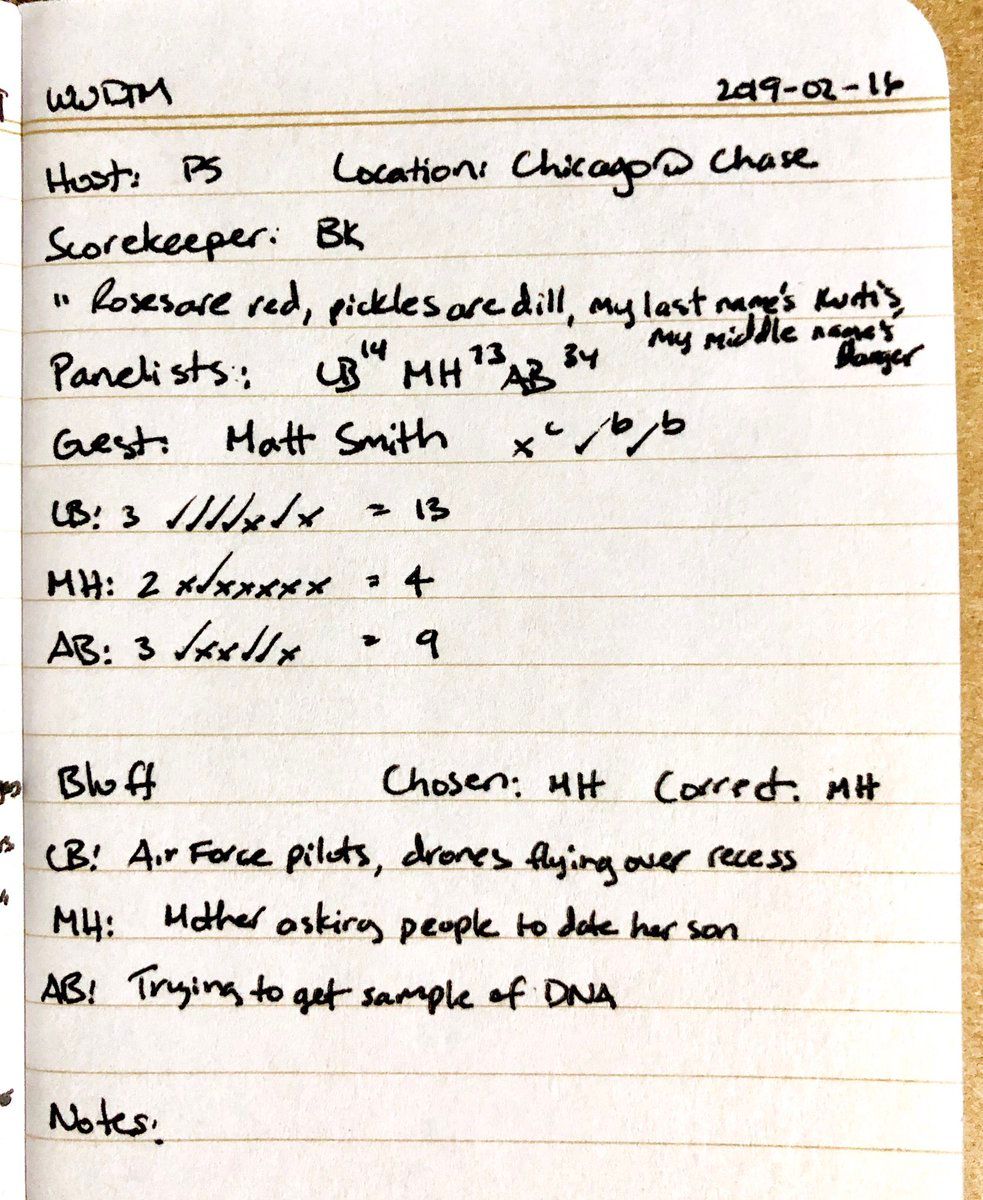 WWDTM 2019-02-16
Host: PS Location: Chicago @ Chase
Scorekeeper: BK
" Roses are red, pickles are dill, my last name's Kurtis,
my middle name's
Danger
Panelists: LB 14 MH 13 AB 34
Guest: Matt Smith x c ✓ b ✓ b
LB: 3 ✓✓✓✓x✓x = 13
MH: 2 x✓xxxxx = 4
AB: 3 ✓xx✓✓x = 9
Bluff Chosen: MH Correct: MH
LB: Air Force pilots, drones flying over recess
MH: Mother asking people to date her son
AB: Trying to get sample of DNA
Notes: